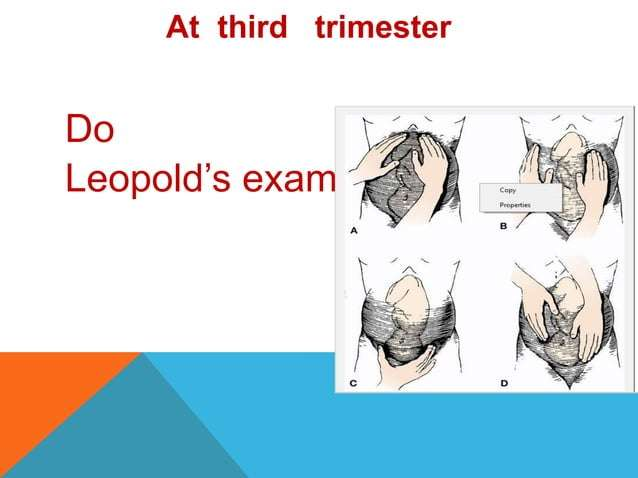 At third trimester
Do
Leopold's exam
Copy
Properties
A
B
C
D